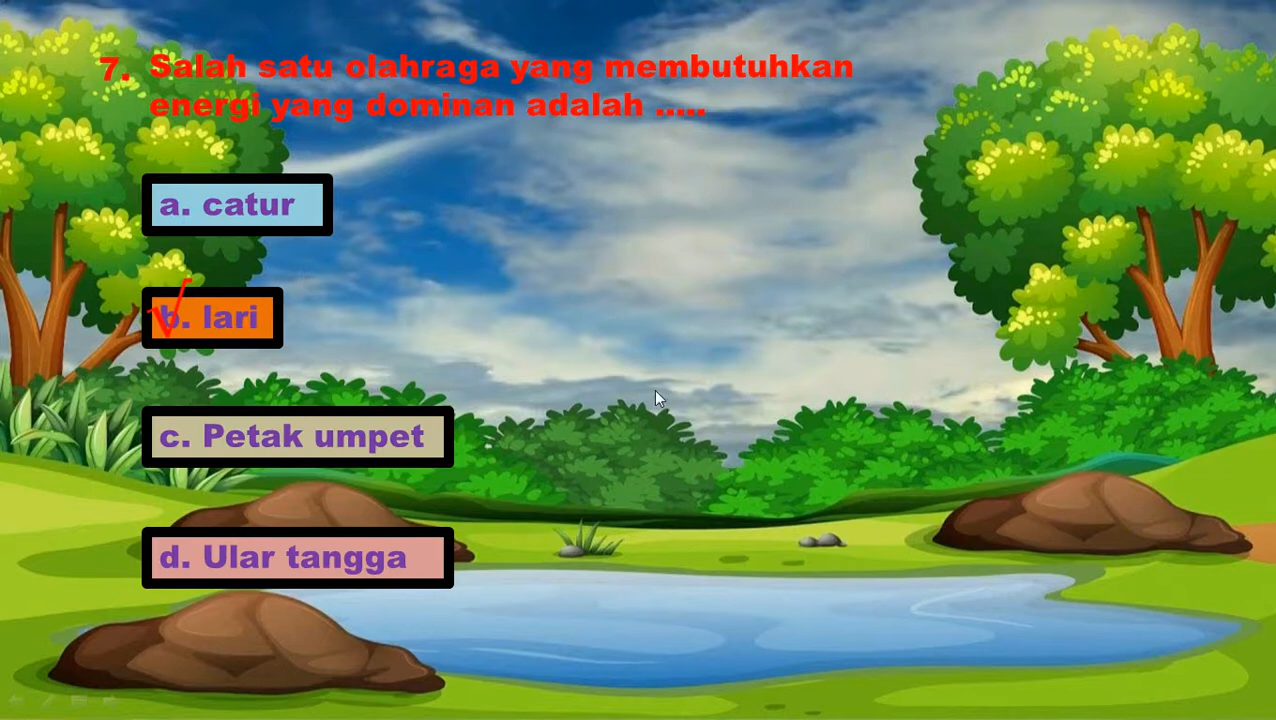 7. Salah satu olahraga yang membutuhkan
energi yang dominan adalah .....
a. catur
b. lari
c. Petak umpet
d. Ular tangga